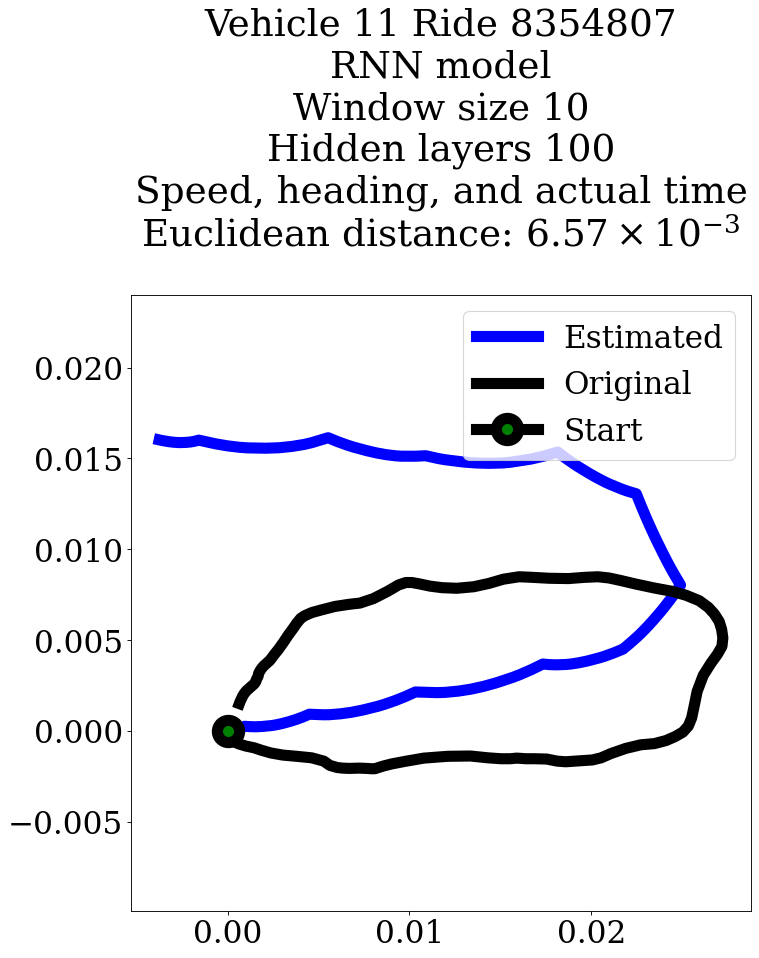 Vehicle 11 Ride 8354807
RNN model
Window size 10
Hidden layers 100
Speed, heading, and actual time
Euclidean distance: 6.57 × 10⁻³
Estimated
Original
Start
0.020
0.015
0.010
0.005
0.000
−0.005
0.00
0.01
0.02